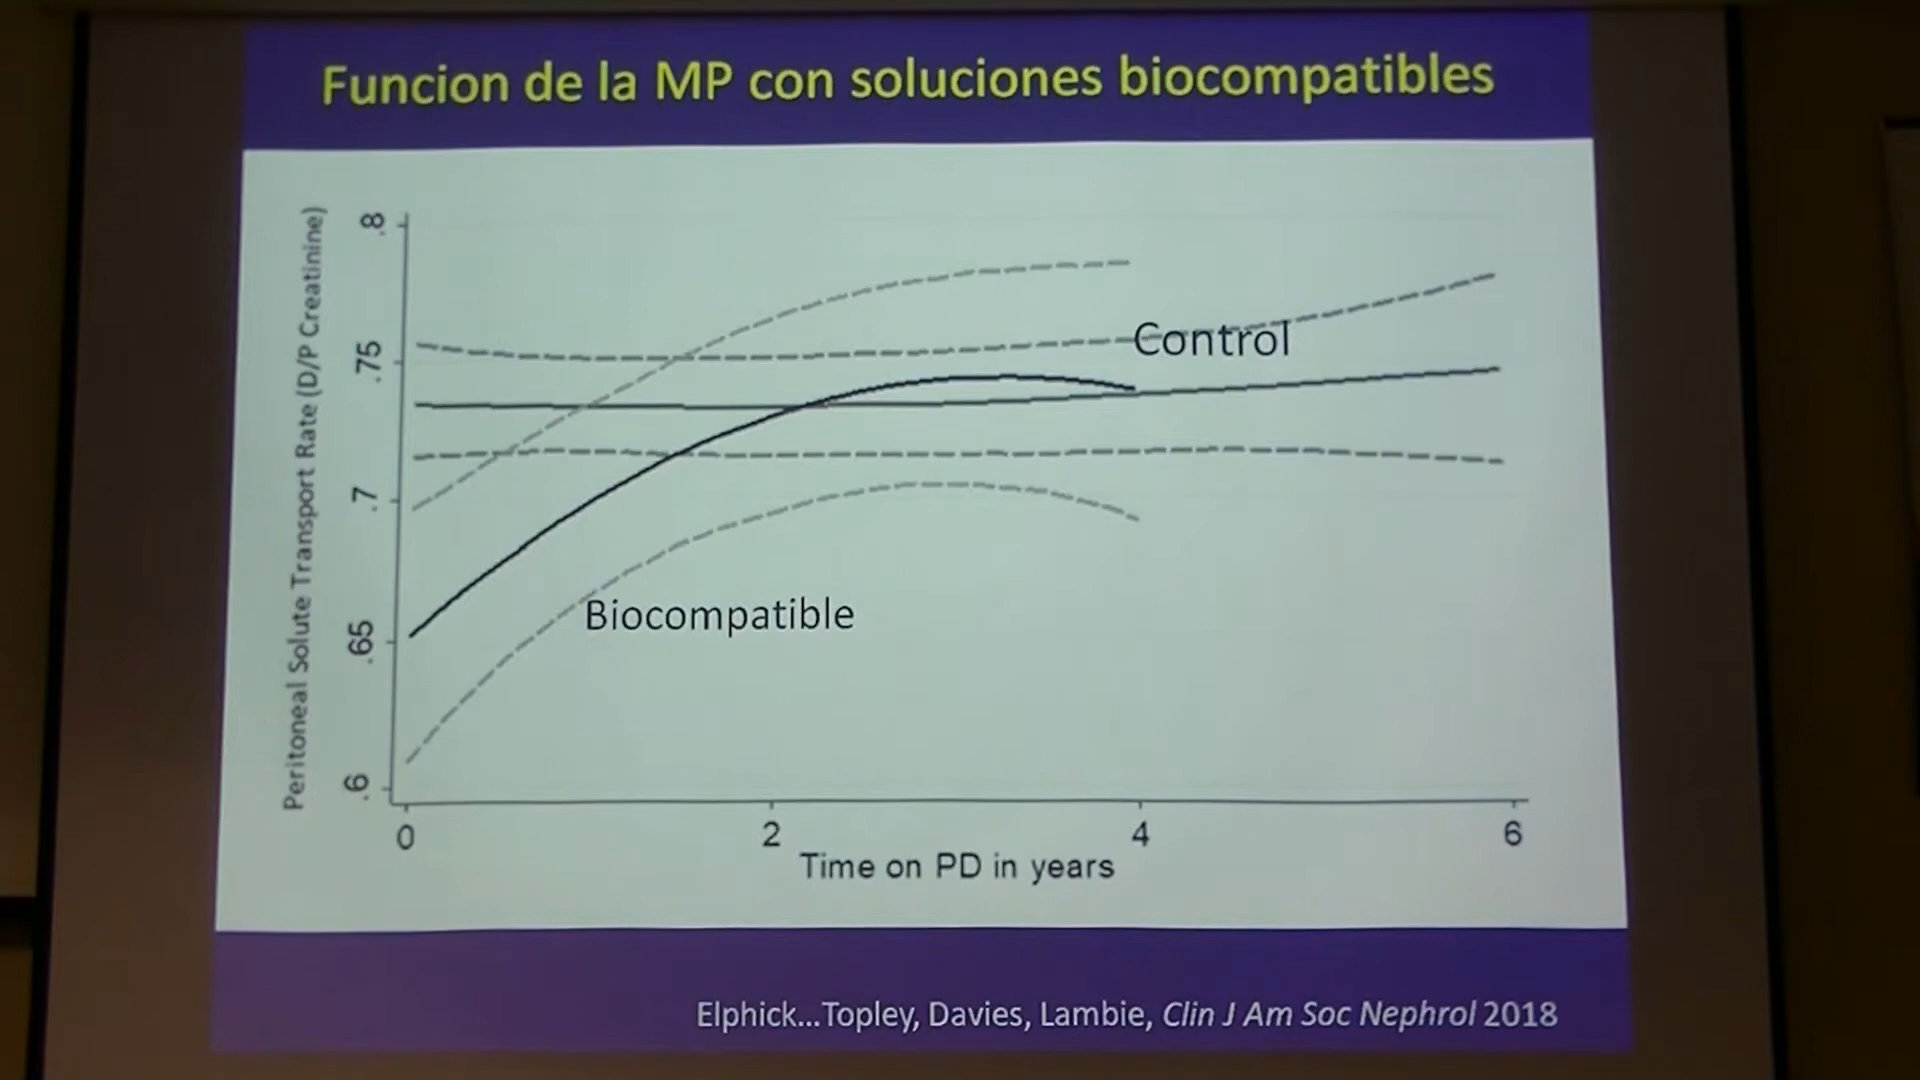 Funcion de la MP con soluciones biocompatibles
Peritoneal Solute Transport Rate (D/P Creatinine)
.8
.75
.7
.65
.6
Control
Biocompatible
0 2 4 6
Time on PD in years
Elphick...Topley, Davies, Lambie, Clin J Am Soc Nephrol 2018